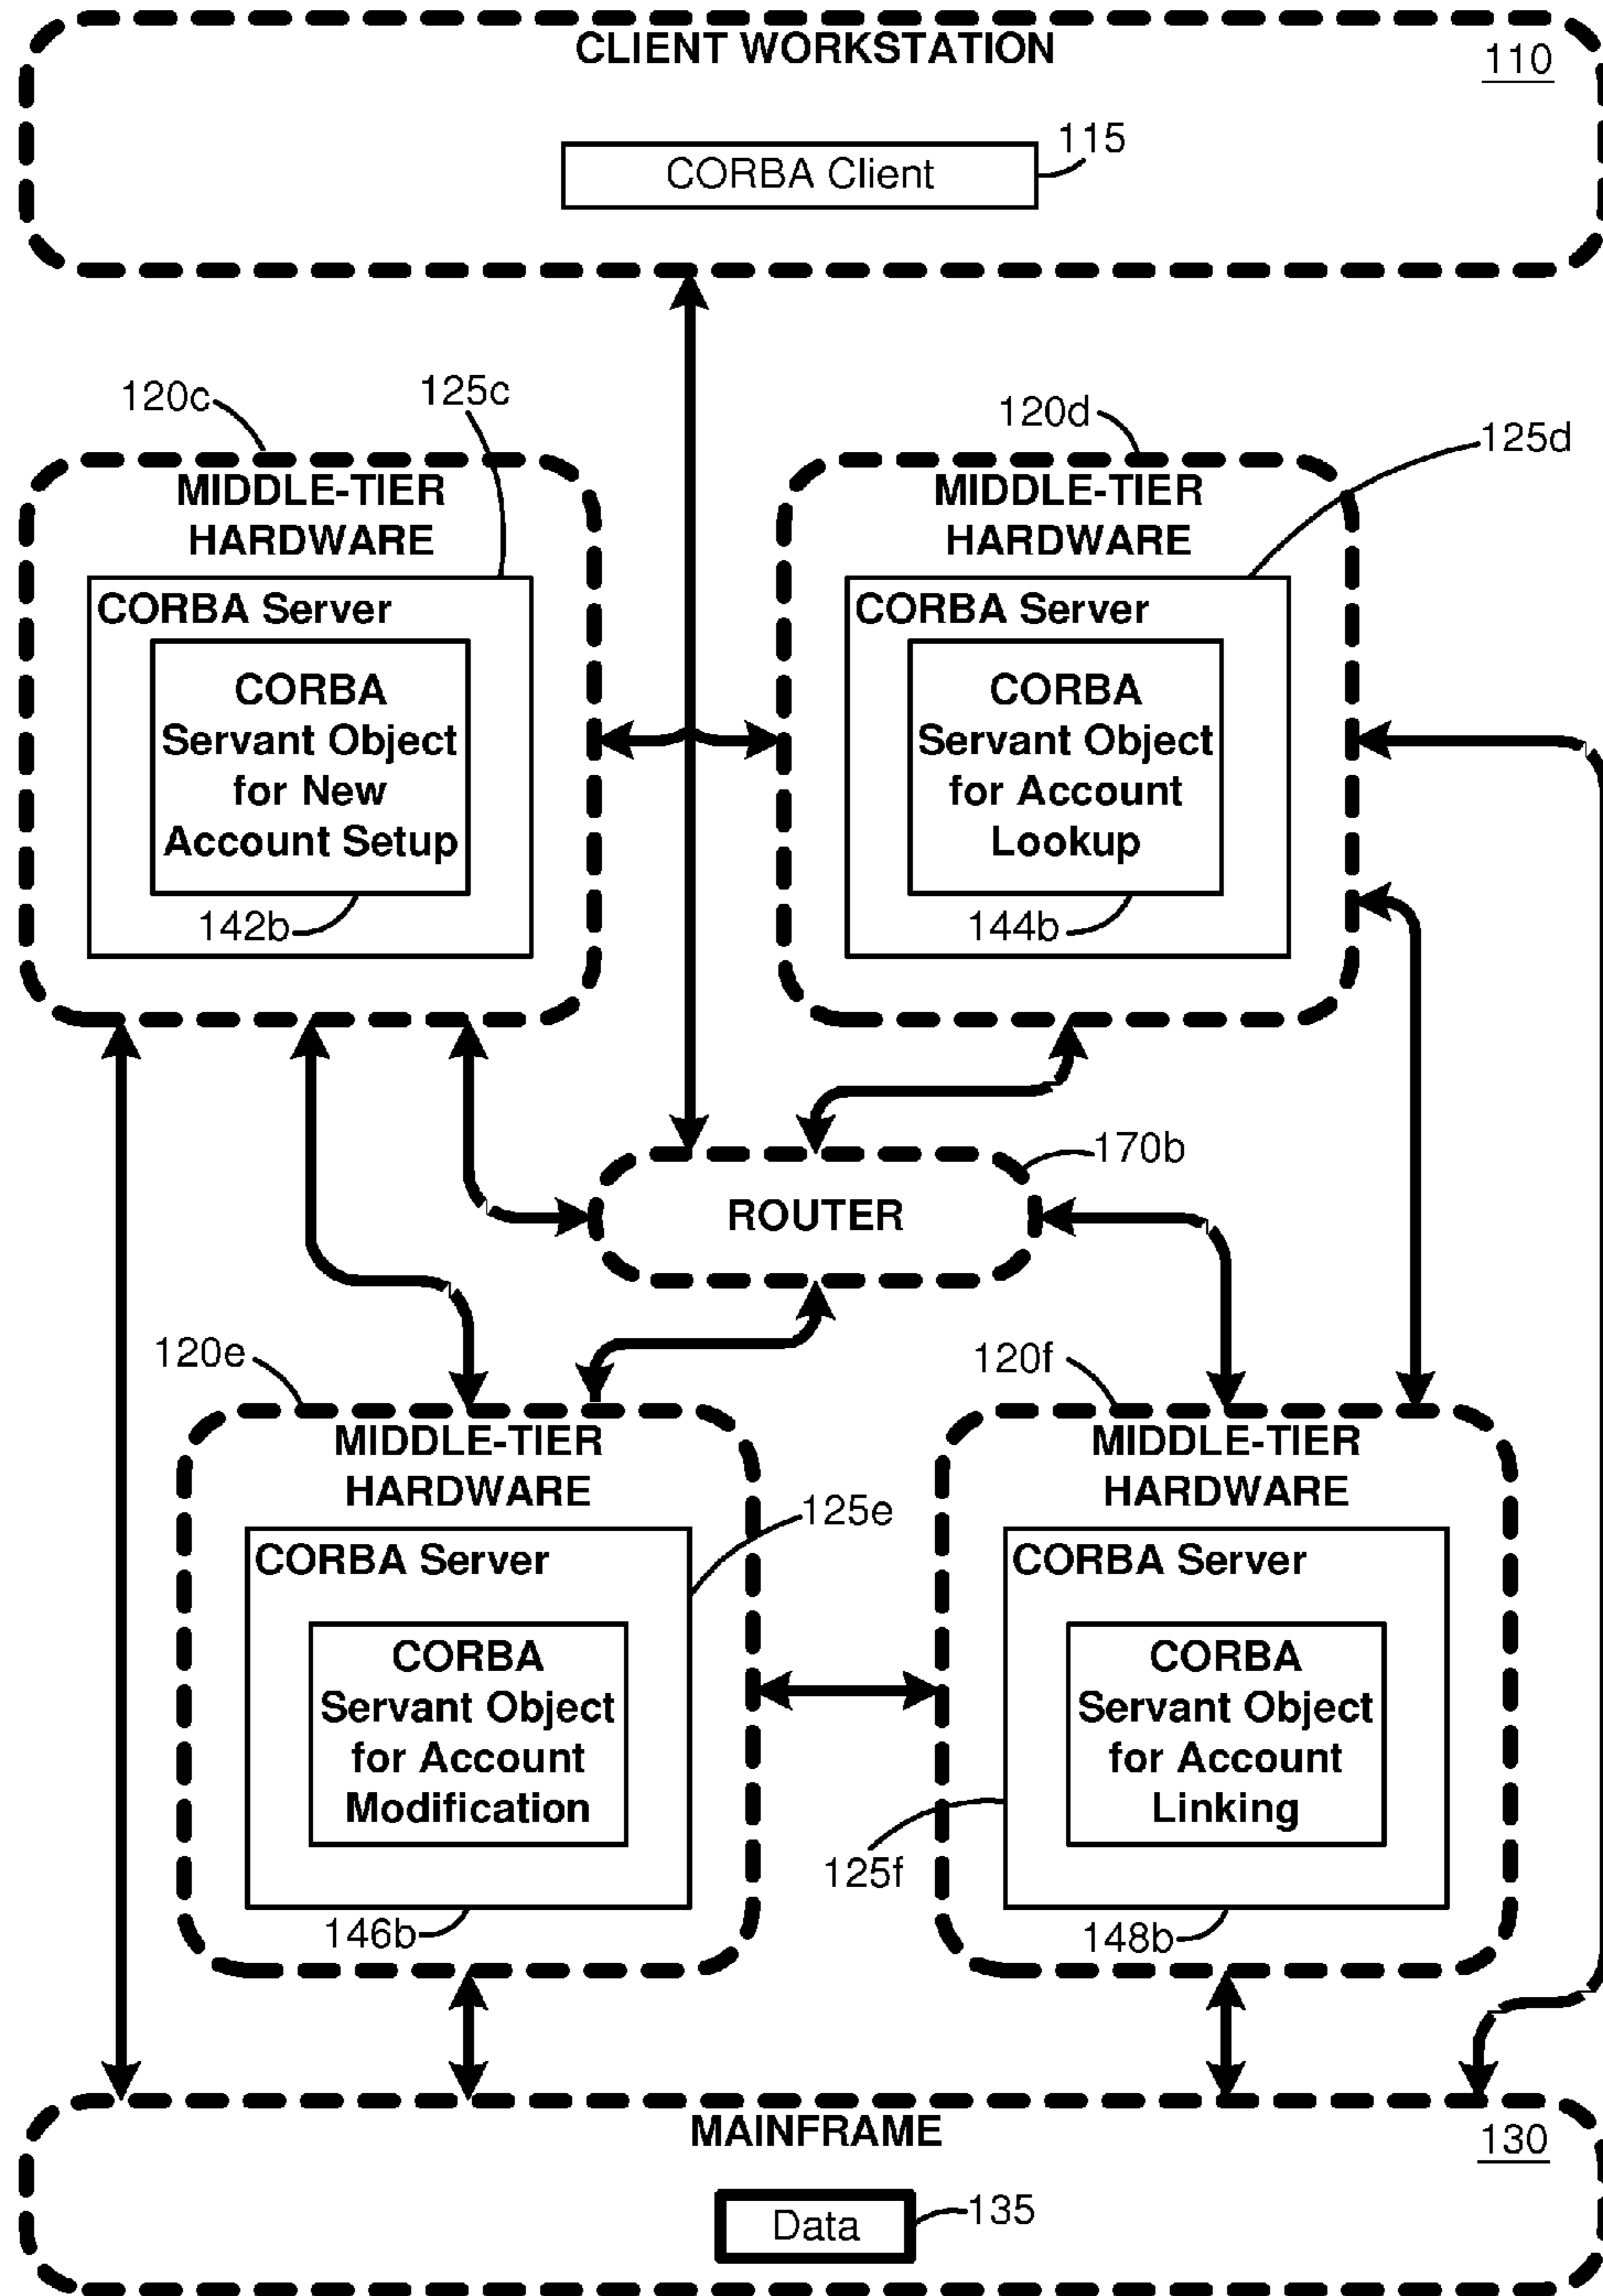 CLIENT WORKSTATION
110
CORBA Client
115
120c
125c
120d
125d
MIDDLE-TIER
HARDWARE
CORBA Server
CORBA
Servant Object
for New
Account Setup
142b
MIDDLE-TIER
HARDWARE
CORBA Server
CORBA
Servant Object
for Account
Lookup
144b
170b
ROUTER
120e
120f
MIDDLE-TIER
HARDWARE
125e
CORBA Server
CORBA
Servant Object
for Account
Modification
146b
MIDDLE-TIER
HARDWARE
CORBA Server
CORBA
Servant Object
for Account
Linking
125f
148b
MAINFRAME
130
Data
135